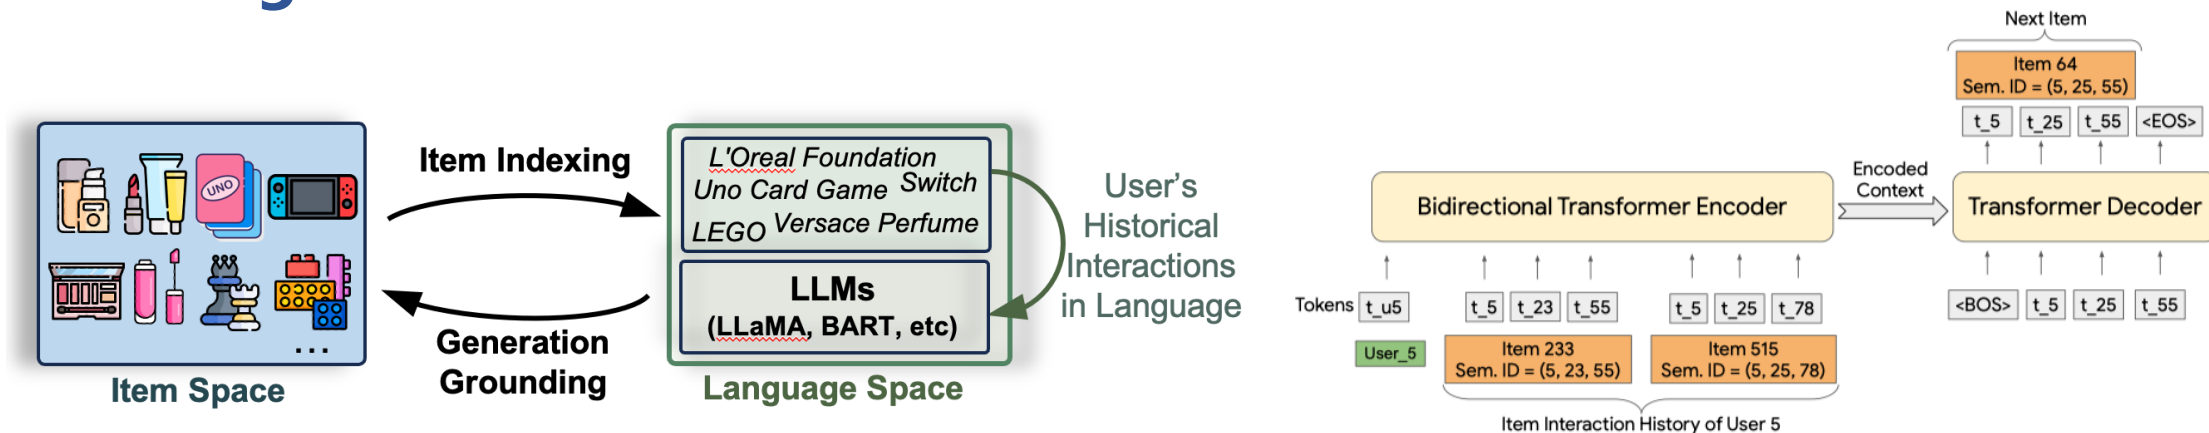 UNO
Item Space
Item Indexing
Generation
Grounding
L'Oreal Foundation
Uno Card Game Switch
LEGO Versace Perfume
LLMs
(LLaMA, BART, etc)
Language Space
User's
Historical
Interactions
in Language
Next Item
Item 64
Sem. ID = (5, 25, 55)
t_5 t_25 t_55 <EOS>
Bidirectional Transformer Encoder
Encoded
Context
Transformer Decoder
Tokens t_u5 t_5 t_23 t_55 t_5 t_25 t_78
<BOS> t_5 t_25 t_55
User_5
Item 233
Sem. ID = (5, 23, 55)
Item 515
Sem. ID = (5, 25, 78)
Item Interaction History of User 5